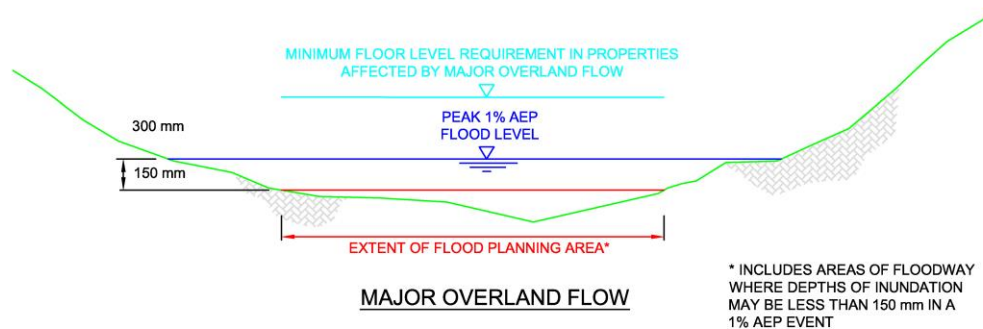 MINIMUM FLOOR LEVEL REQUIREMENT IN PROPERTIES
AFFECTED BY MAJOR OVERLAND FLOW
PEAK 1% AEP
FLOOD LEVEL
300 mm
150 mm
EXTENT OF FLOOD PLANNING AREA*
MAJOR OVERLAND FLOW
* INCLUDES AREAS OF FLOODWAY
WHERE DEPTHS OF INUNDATION
MAY BE LESS THAN 150 mm IN A
1% AEP EVENT